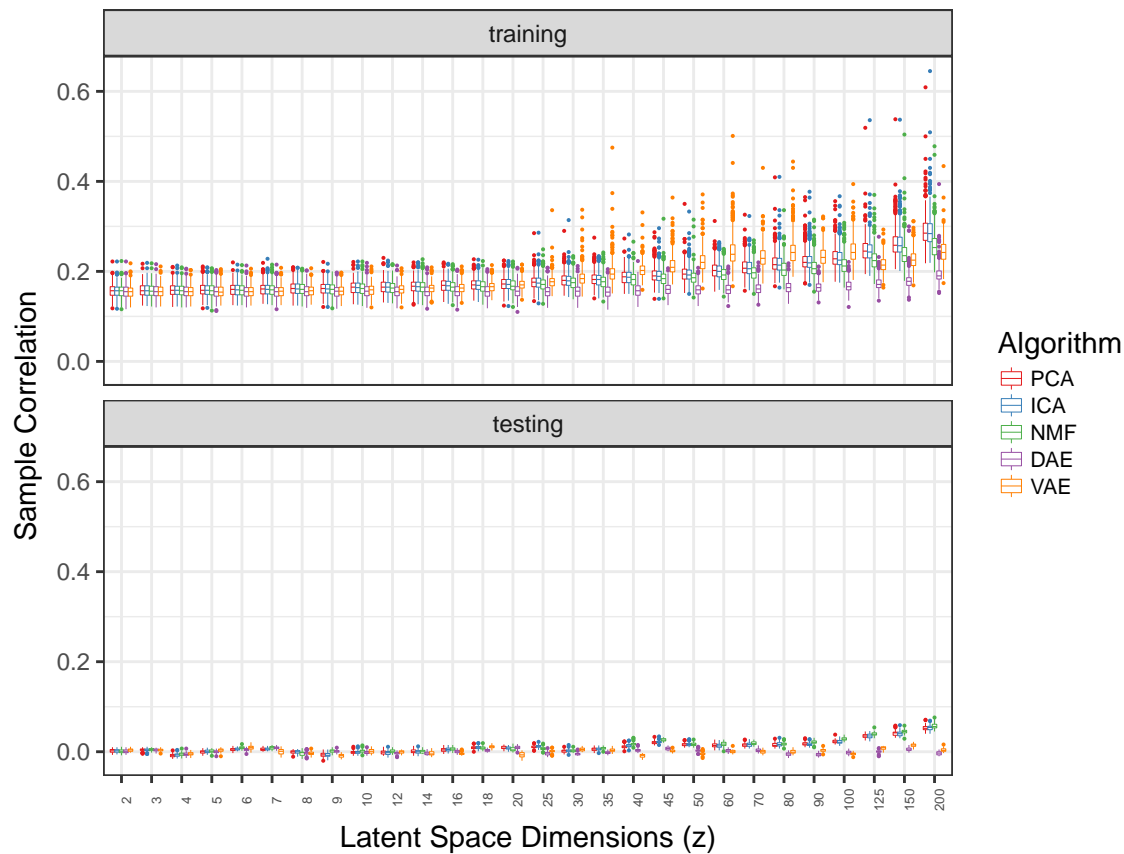 training
0.6
0.4
0.2
0.0
Sample Correlation
testing
0.6
0.4
0.2
0.0
2 3 4 5 6 7 8 9 10 12 14 16 18 20 25 30 35 40 45 50 60 70 80 90 100 125 150 200
Latent Space Dimensions (z)
Algorithm
PCA
ICA
NMF
DAE
VAE